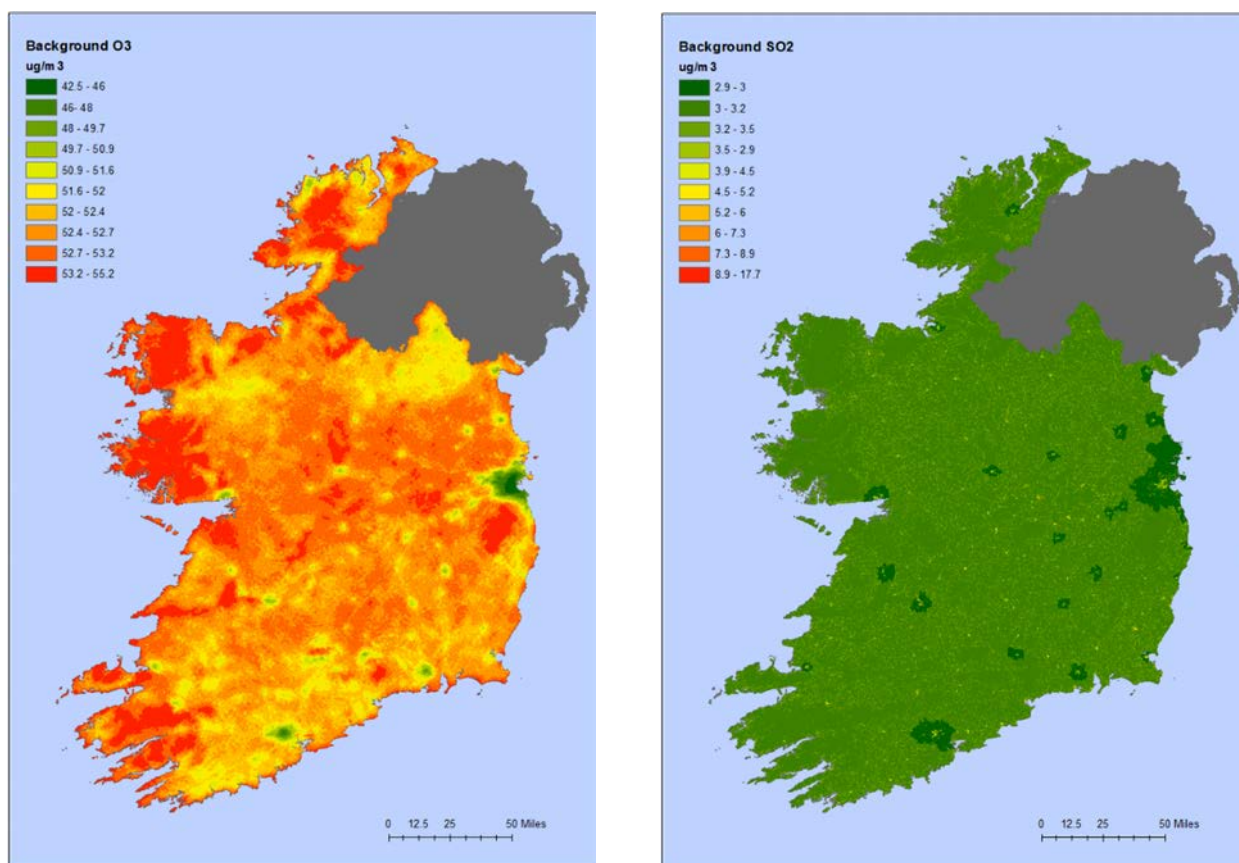 Background O3
ug/m 3
42.5 - 46
46- 48
48 - 49.7
49.7 - 50.9
50.9 - 51.6
51.6 - 52
52 - 52.4
52.4 - 52.7
52.7 - 53.2
53.2 - 55.2
0 12.5 25 50 Miles
Background SO2
ug/m 3
2.9 - 3
3 - 3.2
3.2 - 3.5
3.5 - 2.9
3.9 - 4.5
4.5 - 5.2
5.2 - 6
6 - 7.3
7.3 - 8.9
8.9 - 17.7
0 12.5 25 50 Miles